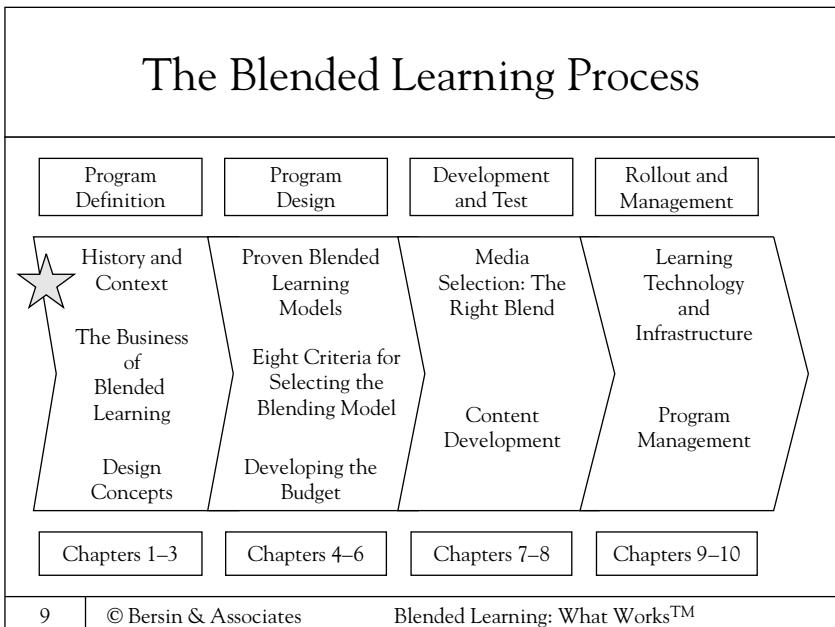 The Blended Learning Process
Program
Definition
Program
Design
Development
and Test
Rollout and
Management
History and
Context
The Business
of
Blended
Learning
Design
Concepts
Proven Blended
Learning
Models
Eight Criteria for
Selecting the
Blending Model
Developing the
Budget
Media
Selection: The
Right Blend
Content
Development
Learning
Technology
and
Infrastructure
Program
Management
Chapters 1–3
Chapters 4–6
Chapters 7–8
Chapters 9–10
9 © Bersin & Associates Blended Learning: What Works™